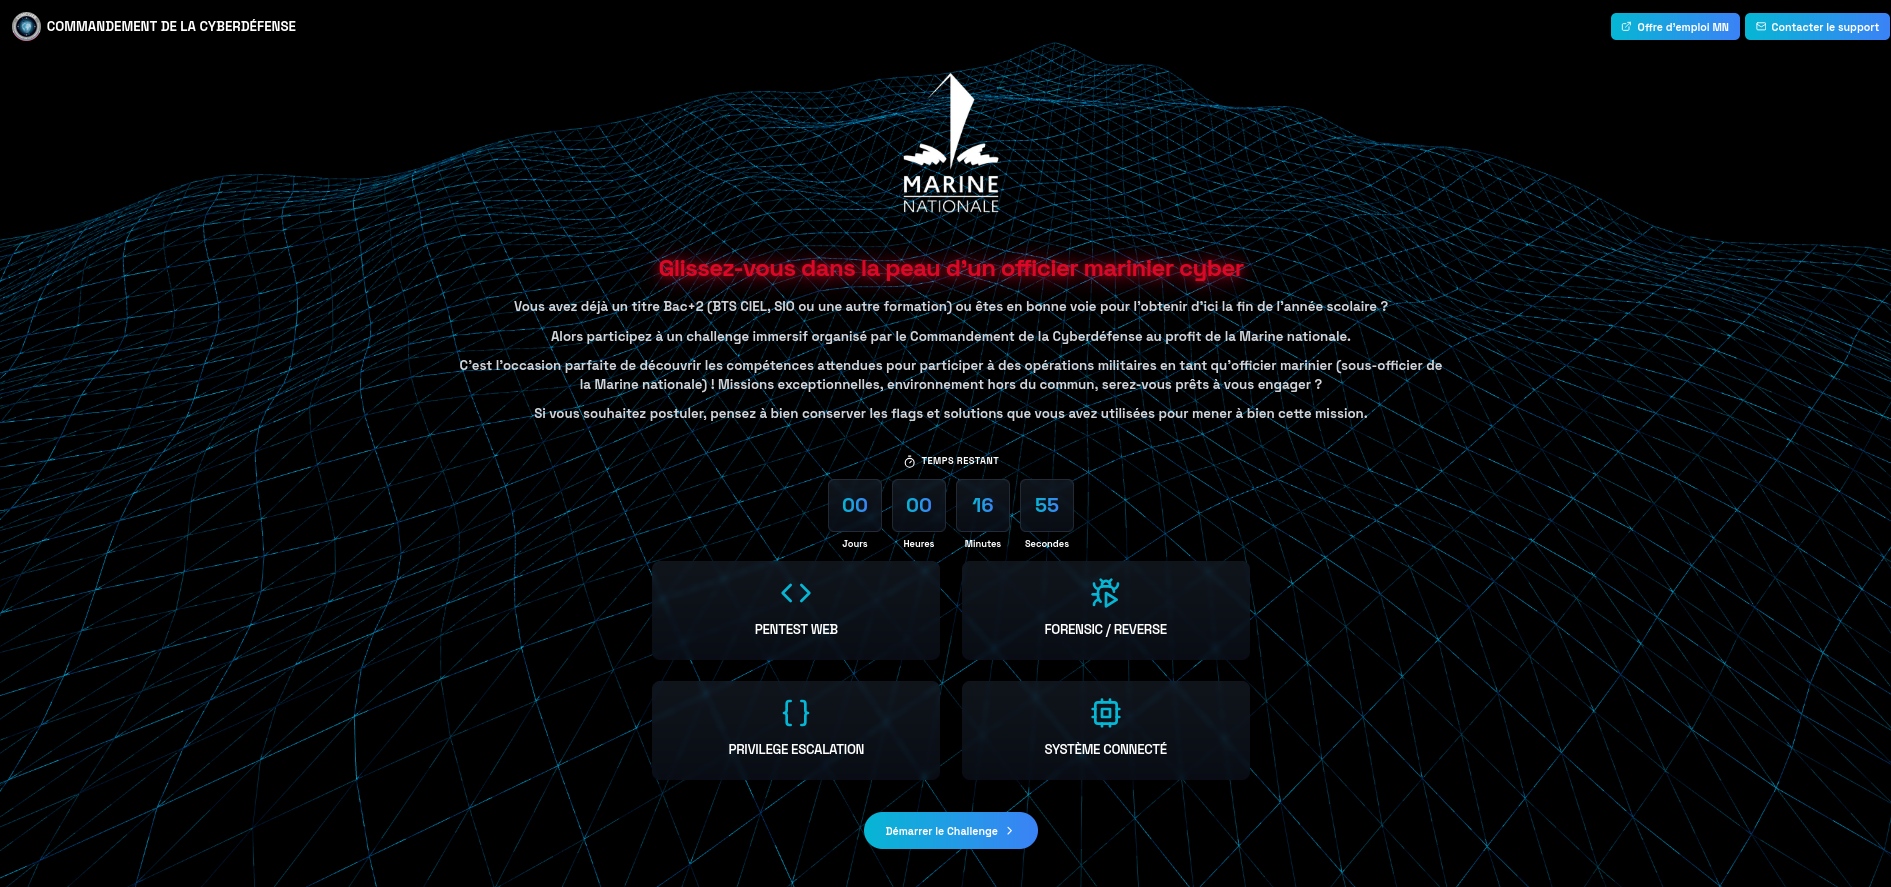 COMMANDEMENT DE LA CYBERDÉFENSE
Offre d'emploi MN
Contacter le support
MARINE
NATIONALE
Glissez-vous dans la peau d'un officier marinier cyber
Vous avez déjà un titre Bac+2 (BTS CIEL, SIO ou une autre formation) ou êtes en bonne voie pour l'obtenir d'ici la fin de l'année scolaire ?
Alors participez à un challenge immersif organisé par le Commandement de la Cyberdéfense au profit de la Marine nationale.
C'est l'occasion parfaite de découvrir les compétences attendues pour participer à des opérations militaires en tant qu'officier marinier (sous-officier de
la Marine nationale) ! Missions exceptionnelles, environnement hors du commun, serez-vous prêts à vous engager ?
Si vous souhaitez postuler, pensez à bien conserver les flags et solutions que vous avez utilisées pour mener à bien cette mission.
TEMPS RESTANT
00 00 16 55
Jours Heures Minutes Secondes
PENTEST WEB
FORENSIC / REVERSE
PRIVILEGE ESCALATION
SYSTÈME CONNECTÉ
Démarrer le Challenge